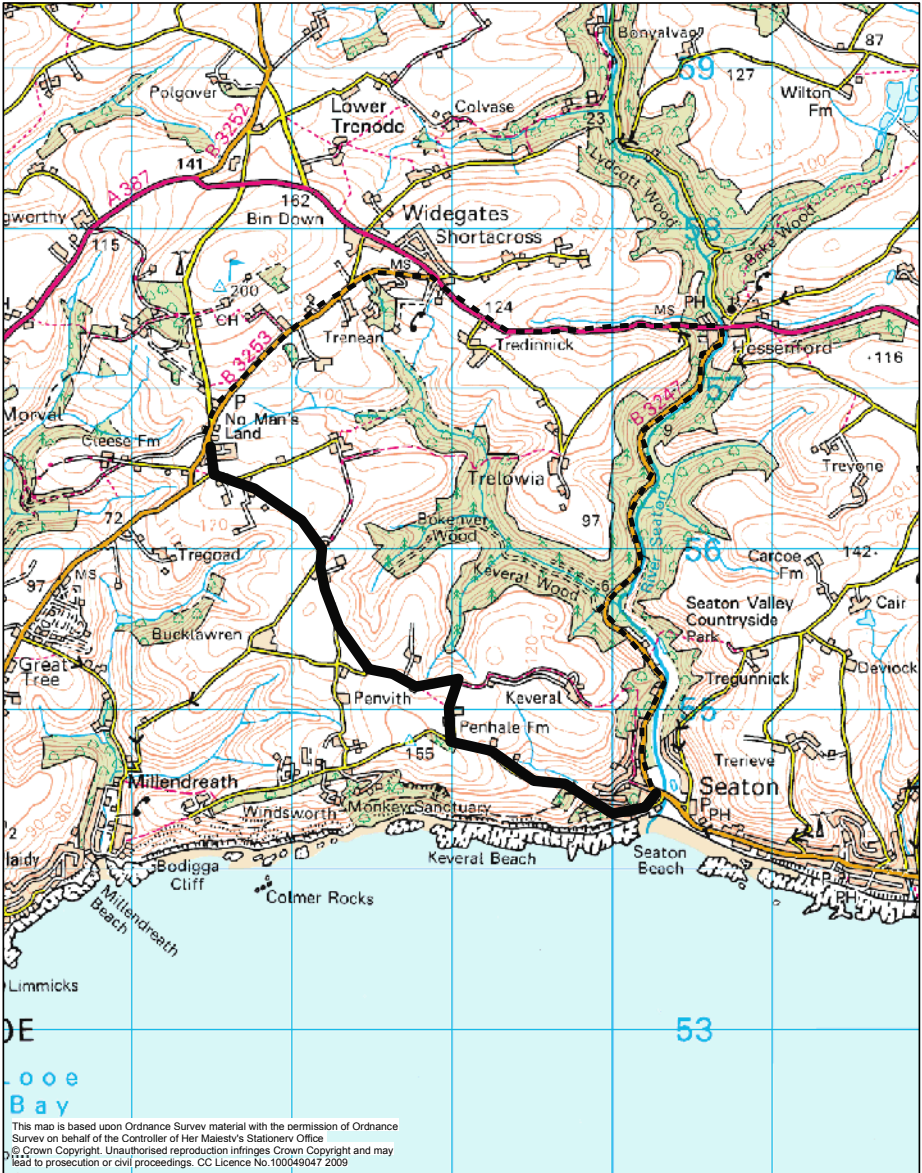 Bonyalva
59
127
87
Polgover
Wilton
Fm
Lower
Trenode
Colvase
23
B 3252
141
Lydcott Wood
A 387
162
Bin Down
Widegates
Shortacross
58
gworthy
115
Bake Wood
MS
200
CH
124
MS
PH
Trenean
Tredinnick
Hessenford
116
B 3253
57
P
B 3247
9
Morval
No Man's
Land
Cleese Fm
Trelowia
Treyone
72
170
97
Bokenver
Wood
River Seaton
56
Carcoe
Fm
142
Tregoad
97
MS
Keveral Wood
6
Cair
Seaton Valley
Countryside
Park
Bucklawren
Great
Tree
Deviock
Tregunnick
Penvith
Keveral
55
Penhale Fm
155
Treneve
Millendreath
Seaton
Windsworth
Monkey Sanctuary
P
PH
Bodigga
Cliff
Keveral Beach
Seaton
Beach
Colmer Rocks
PH
Millendreath
Beach
Limmicks
OE
53
Looe
Bay
This map is based upon Ordnance Survey material with the permission of Ordnance
Survey on behalf of the Controller of Her Majesty's Stationery Office
© Crown Copyright. Unauthorised reproduction infringes Crown Copyright and may
lead to prosecution or civil proceedings. CC Licence No.100049047 2009